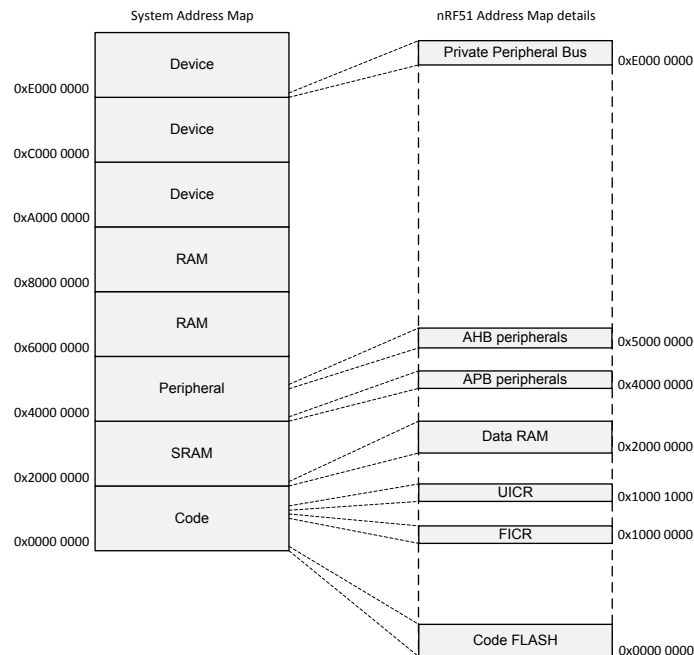 System Address Map
nRF51 Address Map details
Device
0xE000 0000
Device
0xC000 0000
Device
0xA000 0000
RAM
0x8000 0000
RAM
0x6000 0000
Peripheral
0x4000 0000
SRAM
0x2000 0000
Code
0x0000 0000
Private Peripheral Bus
0xE000 0000
AHB peripherals
0x5000 0000
APB peripherals
0x4000 0000
Data RAM
0x2000 0000
UICR
0x1000 1000
FICR
0x1000 0000
Code FLASH
0x0000 0000